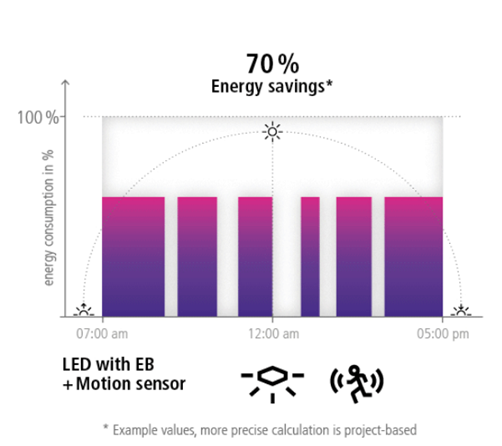 70 %
Energy savings*
100 %
energy consumption in %
07:00 am
12:00 am
05:00 pm
LED with EB
+ Motion sensor
* Example values, more precise calculation is project-based